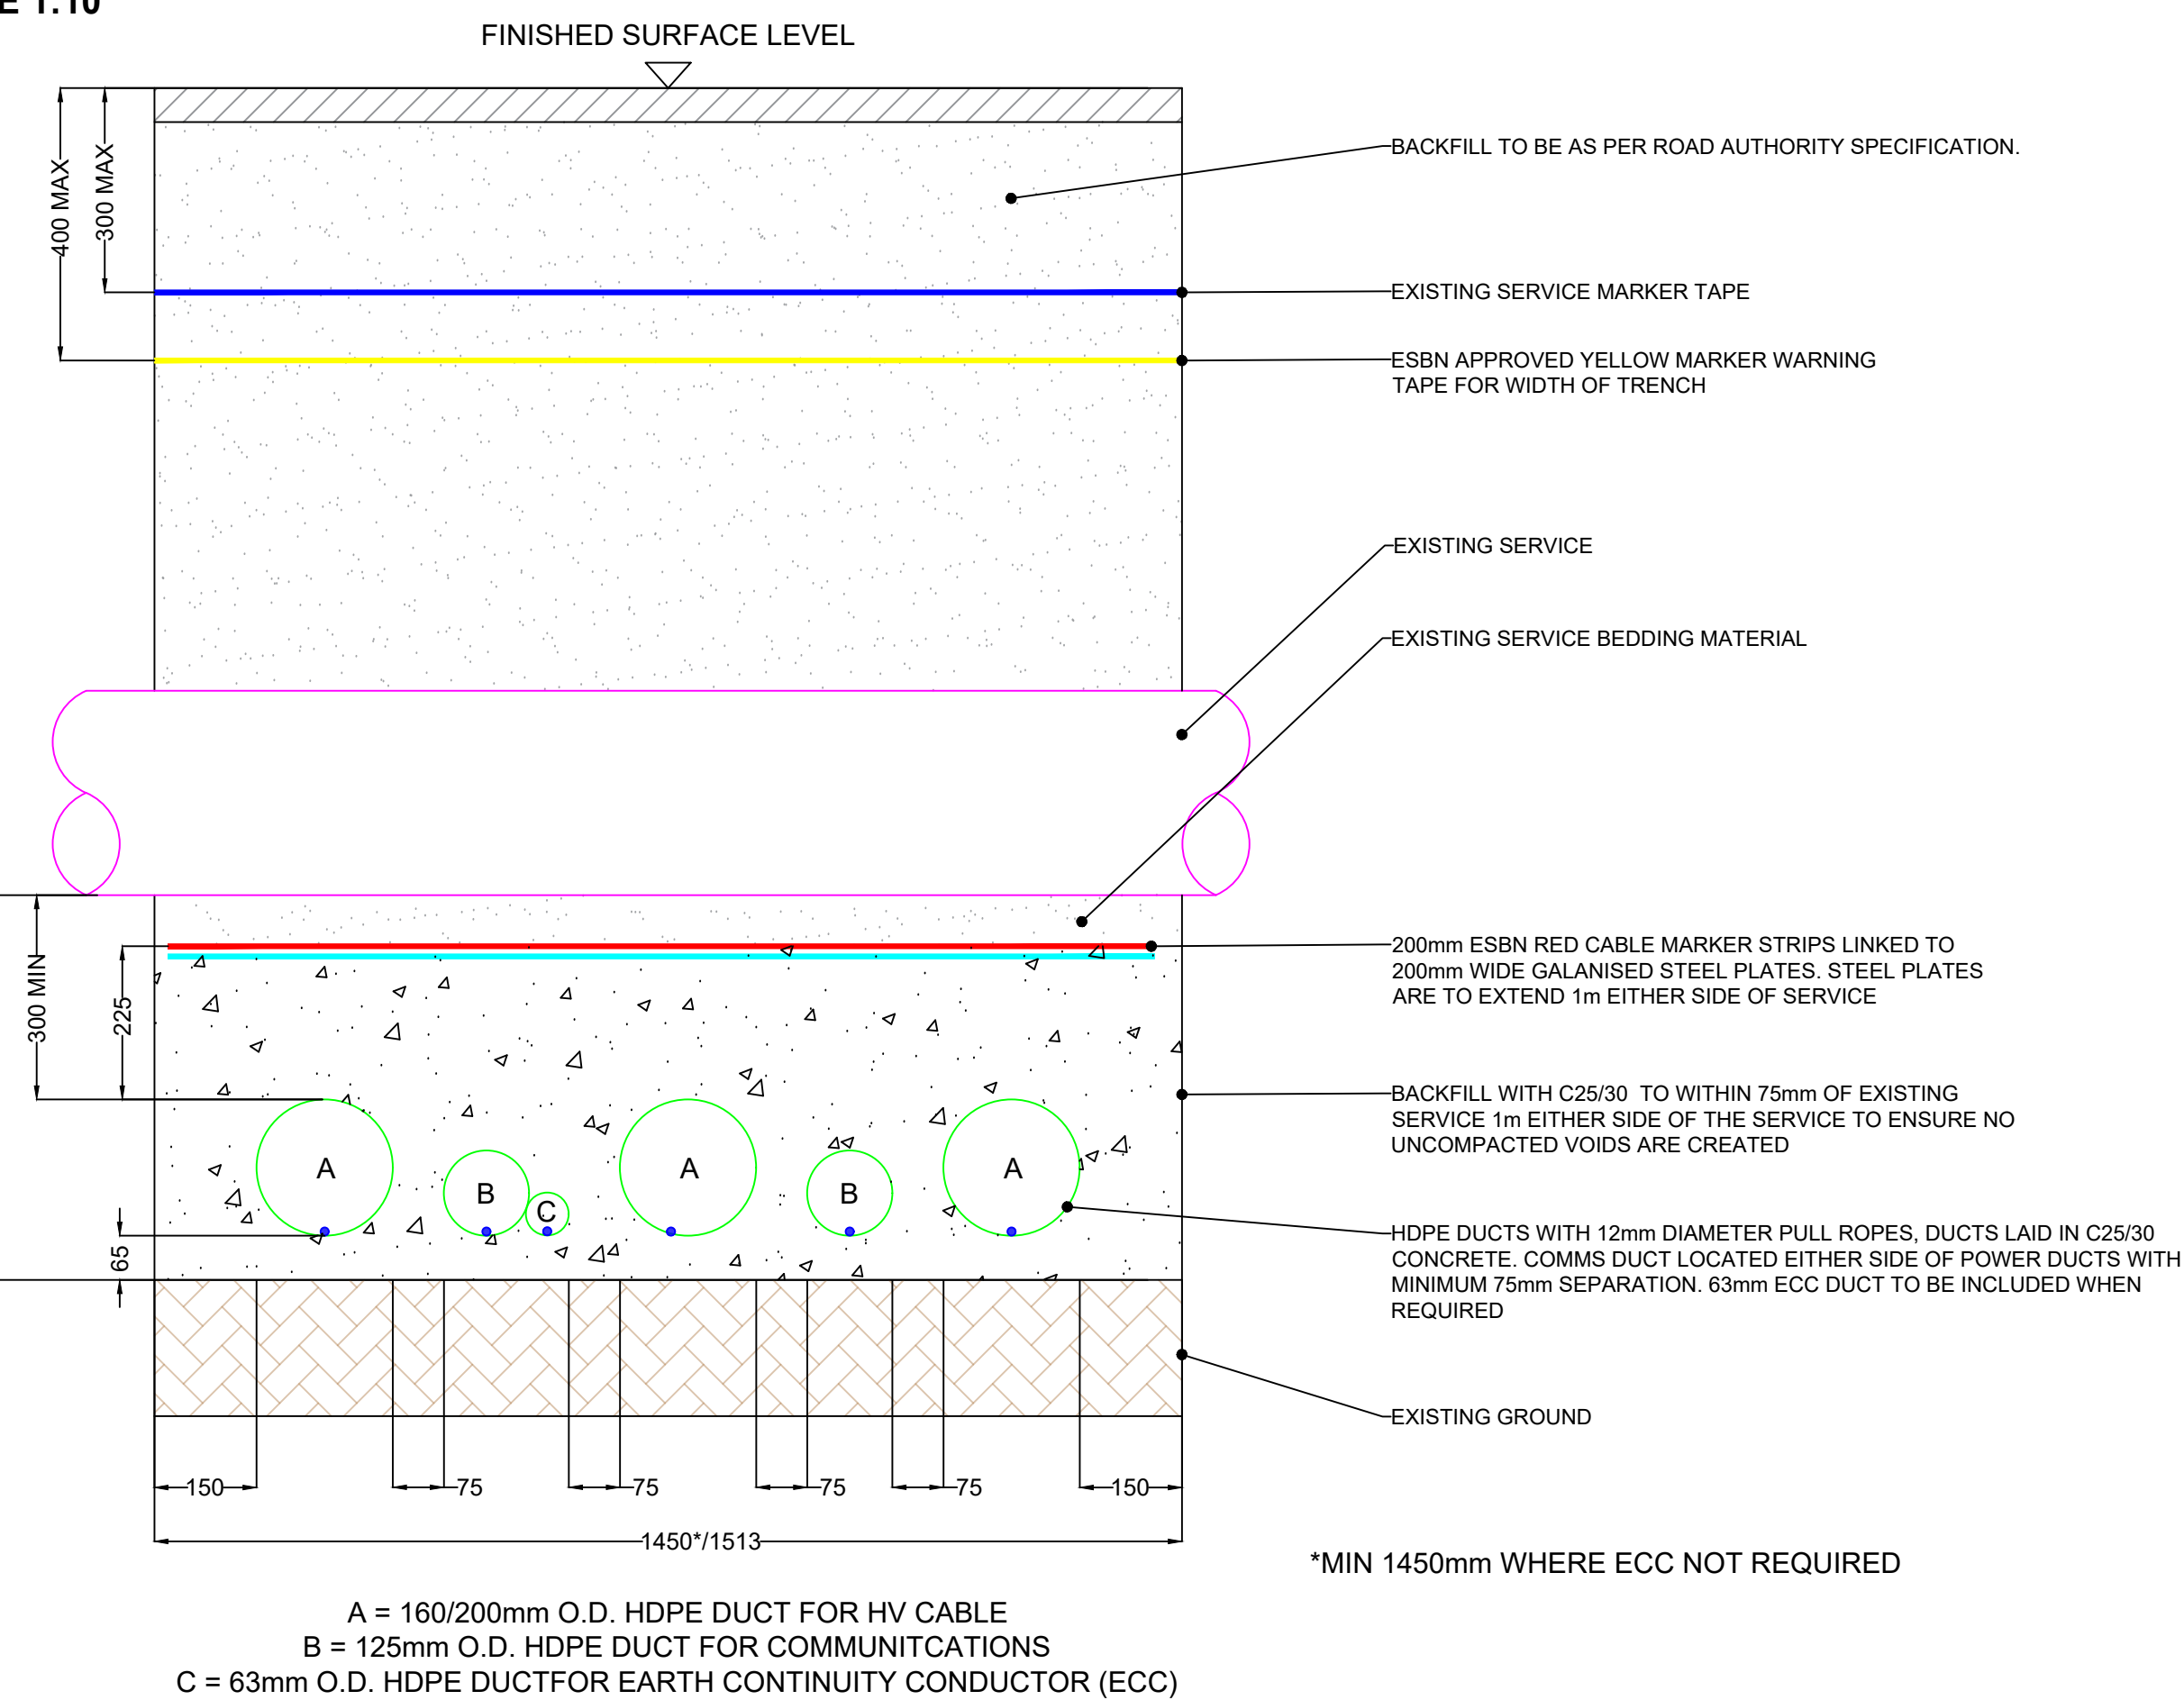 FINISHED SURFACE LEVEL
400 MAX
300 MAX
BACKFILL TO BE AS PER ROAD AUTHORITY SPECIFICATION.
EXISTING SERVICE MARKER TAPE
ESBN APPROVED YELLOW MARKER WARNING
TAPE FOR WIDTH OF TRENCH
EXISTING SERVICE
EXISTING SERVICE BEDDING MATERIAL
300 MIN
225
200mm ESBN RED CABLE MARKER STRIPS LINKED TO
200mm WIDE GALANISED STEEL PLATES. STEEL PLATES
ARE TO EXTEND 1m EITHER SIDE OF SERVICE
BACKFILL WITH C25/30 TO WITHIN 75mm OF EXISTING
SERVICE 1m EITHER SIDE OF THE SERVICE TO ENSURE NO
UNCOMPACTED VOIDS ARE CREATED
A
B
C
A
B
A
65
HDPE DUCTS WITH 12mm DIAMETER PULL ROPES, DUCTS LAID IN C25/30
CONCRETE. COMMS DUCT LOCATED EITHER SIDE OF POWER DUCTS WITH
MINIMUM 75mm SEPARATION. 63mm ECC DUCT TO BE INCLUDED WHEN
REQUIRED
EXISTING GROUND
150
75
75
75
75
150
1450*/1513
*MIN 1450mm WHERE ECC NOT REQUIRED
A = 160/200mm O.D. HDPE DUCT FOR HV CABLE
B = 125mm O.D. HDPE DUCT FOR COMMUNITCATIONS
C = 63mm O.D. HDPE DUCTFOR EARTH CONTINUITY CONDUCTOR (ECC)